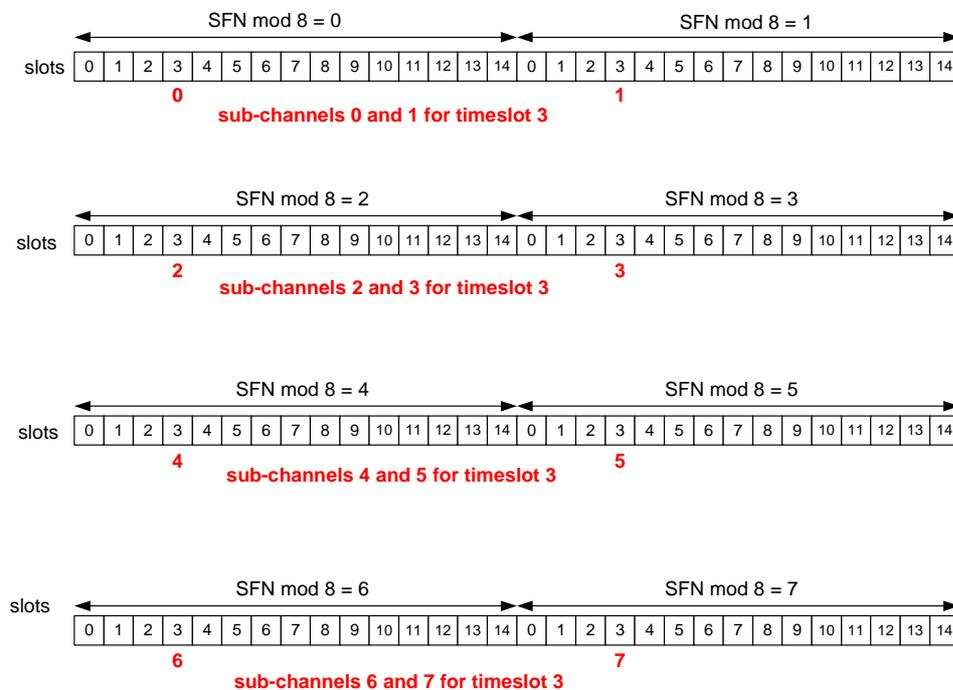 SFN mod 8 = 0 SFN mod 8 = 1
slots 0 1 2 3 4 5 6 7 8 9 10 11 12 13 14 0 1 2 3 4 5 6 7 8 9 10 11 12 13 14
0 1
sub-channels 0 and 1 for timeslot 3
SFN mod 8 = 2 SFN mod 8 = 3
slots 0 1 2 3 4 5 6 7 8 9 10 11 12 13 14 0 1 2 3 4 5 6 7 8 9 10 11 12 13 14
2 3
sub-channels 2 and 3 for timeslot 3
SFN mod 8 = 4 SFN mod 8 = 5
slots 0 1 2 3 4 5 6 7 8 9 10 11 12 13 14 0 1 2 3 4 5 6 7 8 9 10 11 12 13 14
4 5
sub-channels 4 and 5 for timeslot 3
SFN mod 8 = 6 SFN mod 8 = 7
slots
0 1 2 3 4 5 6 7 8 9 10 11 12 13 14 0 1 2 3 4 5 6 7 8 9 10 11 12 13 14
6 7
sub-channels 6 and 7 for timeslot 3